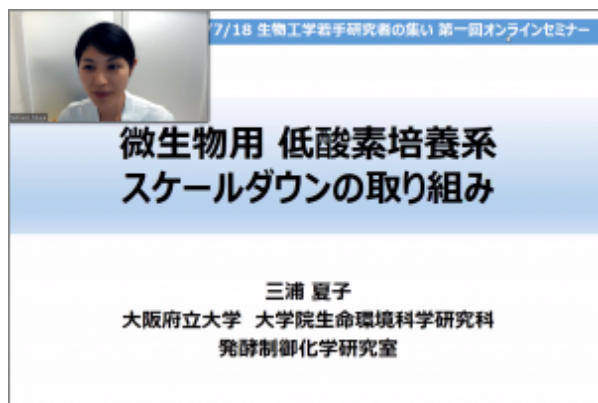 /7/18 生物工学若手研究者の集い 第一回オンラインセミナー
微生物用 低酸素培養系
スケールダウンの取り組み
三浦 夏子
大阪府立大学 大学院生命環境科学研究科
発酵制御化学研究室